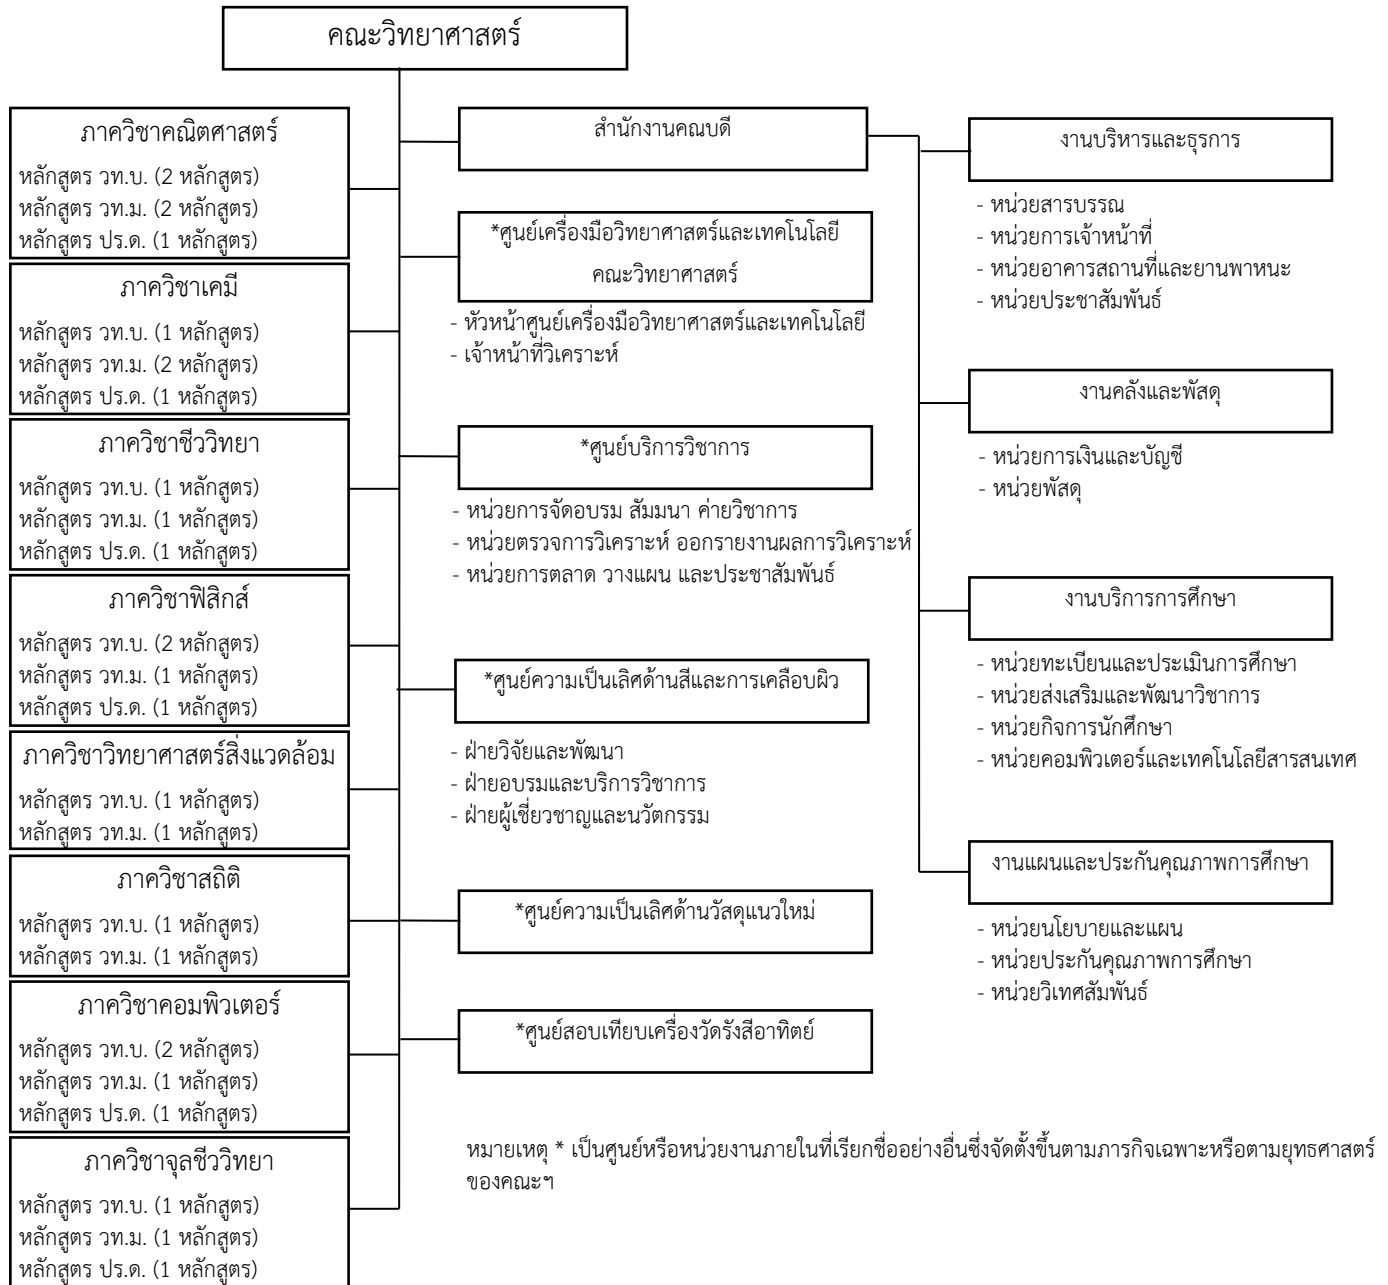 คณะวิทยาศาสตร์
ภาควิชาคณิตศาสตร์
หลักสูตร วท.บ. (2 หลักสูตร)
หลักสูตร วท.ม. (2 หลักสูตร)
หลักสูตร ปร.ด. (1 หลักสูตร)
ภาควิชาเคมี
หลักสูตร วท.บ. (1 หลักสูตร)
หลักสูตร วท.ม. (2 หลักสูตร)
หลักสูตร ปร.ด. (1 หลักสูตร)
ภาควิชาชีววิทยา
หลักสูตร วท.บ. (1 หลักสูตร)
หลักสูตร วท.ม. (1 หลักสูตร)
หลักสูตร ปร.ด. (1 หลักสูตร)
ภาควิชาฟิสิกส์
หลักสูตร วท.บ. (2 หลักสูตร)
หลักสูตร วท.ม. (1 หลักสูตร)
หลักสูตร ปร.ด. (1 หลักสูตร)
ภาควิชาวิทยาศาสตร์สิ่งแวดล้อม
หลักสูตร วท.บ. (1 หลักสูตร)
หลักสูตร วท.ม. (1 หลักสูตร)
ภาควิชาสถิติ
หลักสูตร วท.บ. (1 หลักสูตร)
หลักสูตร วท.ม. (1 หลักสูตร)
ภาควิชาคอมพิวเตอร์
หลักสูตร วท.บ. (2 หลักสูตร)
หลักสูตร วท.ม. (1 หลักสูตร)
หลักสูตร ปร.ด. (1 หลักสูตร)
ภาควิชาจุลชีววิทยา
หลักสูตร วท.บ. (1 หลักสูตร)
หลักสูตร วท.ม. (1 หลักสูตร)
หลักสูตร ปร.ด. (1 หลักสูตร)
สำนักงานคณบดี
*ศูนย์เครื่องมือวิทยาศาสตร์และเทคโนโลยี
คณะวิทยาศาสตร์
- หัวหน้าศูนย์เครื่องมือวิทยาศาสตร์และเทคโนโลยี
- เจ้าหน้าที่วิเคราะห์
*ศูนย์บริการวิชาการ
- หน่วยการจัดอบรม สัมมนา ค่ายวิชาการ
- หน่วยตรวจการวิเคราะห์ ออกรายงานผลการวิเคราะห์
- หน่วยการตลาด วางแผน และประชาสัมพันธ์
*ศูนย์ความเป็นเลิศด้านสีและการเคลือบผิว
- ฝ่ายวิจัยและพัฒนา
- ฝ่ายอบรมและบริการวิชาการ
- ฝ่ายผู้เชี่ยวชาญและนวัตกรรม
*ศูนย์ความเป็นเลิศด้านวัสดุแนวใหม่
*ศูนย์สอบเทียบเครื่องวัดรังสีอาทิตย์
งานบริหารและธุรการ
- หน่วยสารบรรณ
- หน่วยการเจ้าหน้าที่
- หน่วยอาคารสถานที่และยานพาหนะ
- หน่วยประชาสัมพันธ์
งานคลังและพัสดุ
- หน่วยการเงินและบัญชี
- หน่วยพัสดุ
งานบริการการศึกษา
- หน่วยทะเบียนและประเมินการศึกษา
- หน่วยส่งเสริมและพัฒนาวิชาการ
- หน่วยกิจการนักศึกษา
- หน่วยคอมพิวเตอร์และเทคโนโลยีสารสนเทศ
งานแผนและประกันคุณภาพการศึกษา
- หน่วยนโยบายและแผน
- หน่วยประกันคุณภาพการศึกษา
- หน่วยวิเทศสัมพันธ์
หมายเหตุ * เป็นศูนย์หรือหน่วยงานภายในที่เรียกชื่ออย่างอื่นซึ่งจัดตั้งขึ้นตามภารกิจเฉพาะหรือตามยุทธศาสตร์
ของคณะฯ